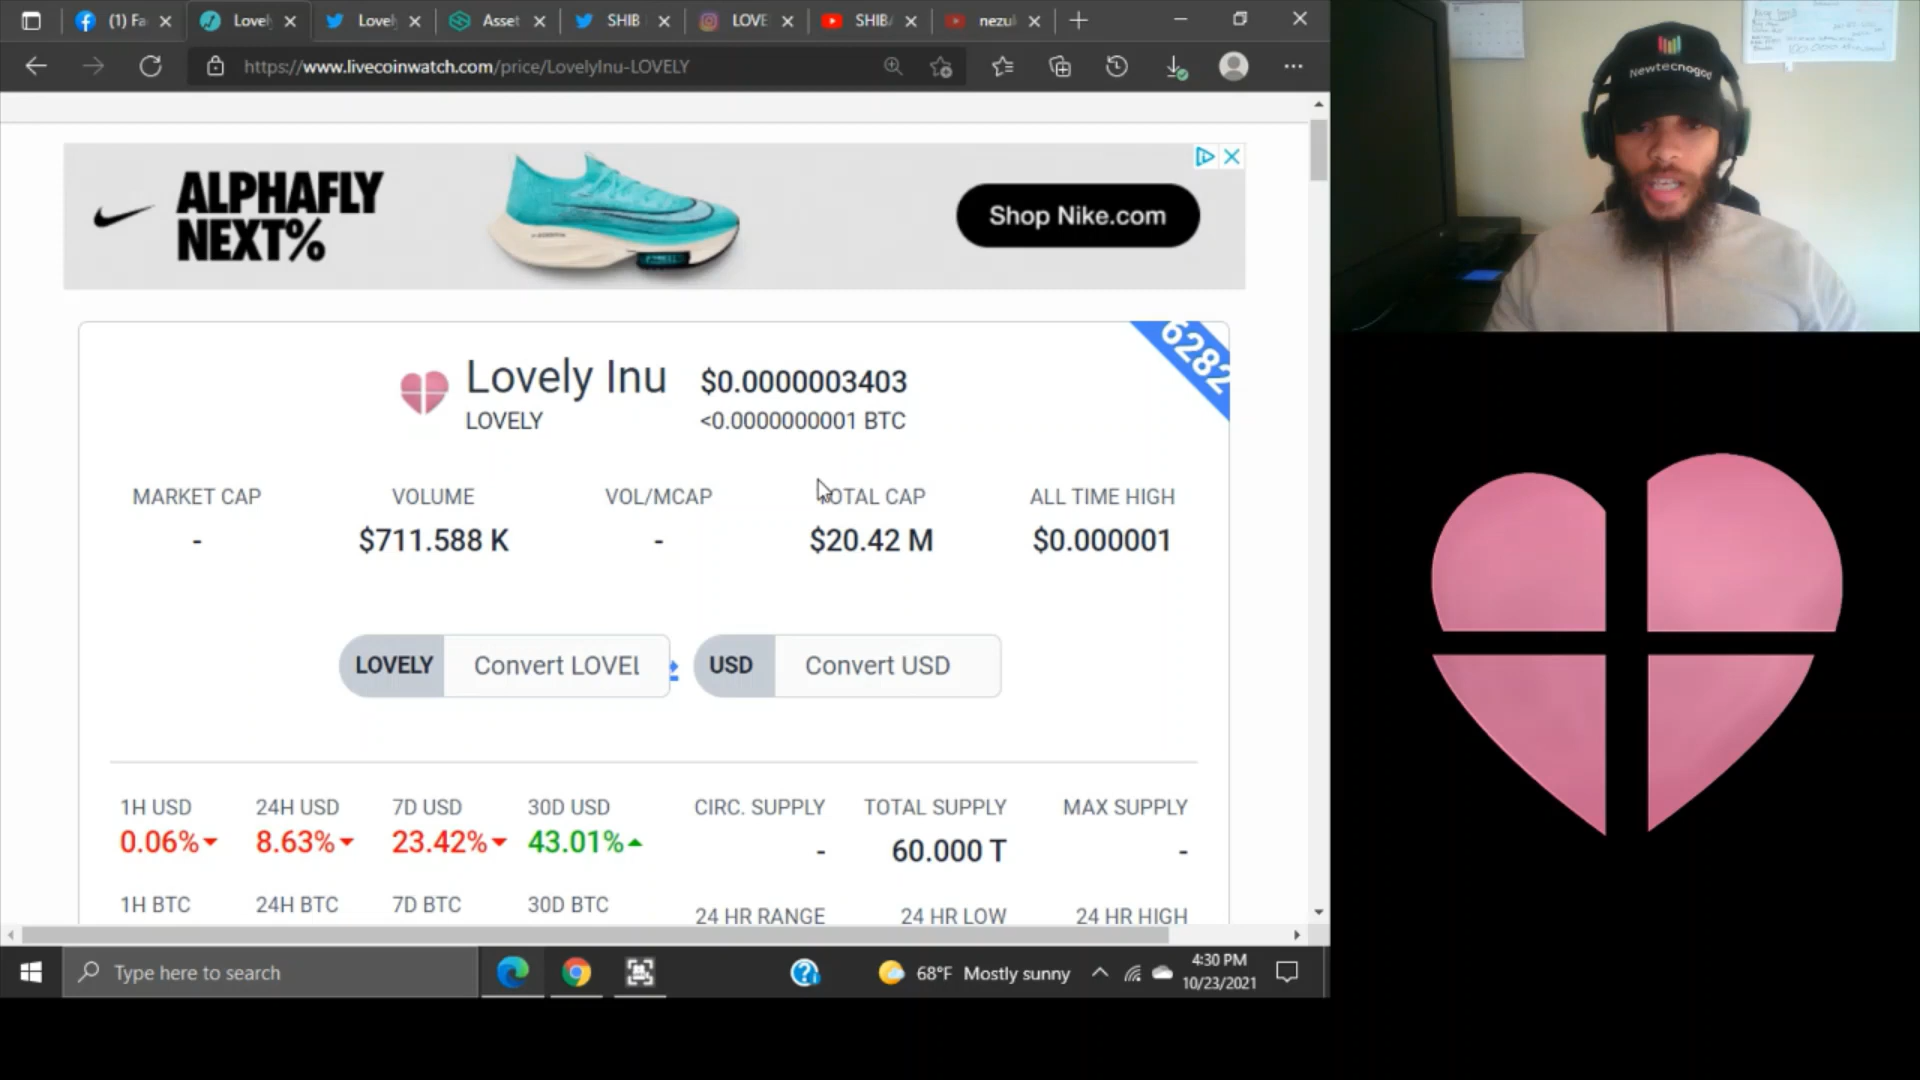 (1) Fa
Lovel
Lovel
Asset
SHIB
LOVE
SHIB
nezu
https://www.livecoinwatch.com/price/LovelyInu-LOVELY
Newtecnogod
ALPHAFLY
NEXT%
Shop Nike.com
6282
Lovely Inu
$0.0000003403
LOVELY
<0.0000000001 BTC
MARKET CAP
VOLUME
VOL/MCAP
TOTAL CAP
ALL TIME HIGH
-
$711.588 K
-
$20.42 M
$0.000001
LOVELY
Convert LOVEl
USD
Convert USD
1H USD
24H USD
7D USD
30D USD
CIRC. SUPPLY
TOTAL SUPPLY
MAX SUPPLY
0.06%
8.63%
23.42%
43.01%
-
60.000 T
-
1H BTC
24H BTC
7D BTC
30D BTC
24 HR RANGE
24 HR LOW
24 HR HIGH
Type here to search
68°F Mostly sunny
4:30 PM
10/23/2021